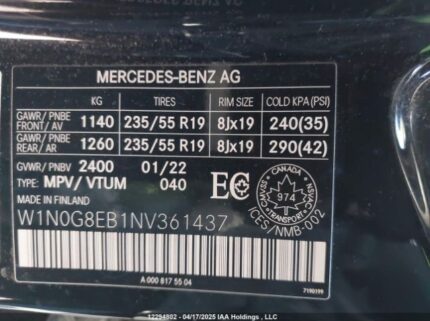 MERCEDES-BENZ AG
KG TIRES RIM SIZE COLD KPA(PSI)
GAWR/ PNBE FRONT/ AV 1140 235/55 R19 8Jx19 240(35)
GAWR/ PNBE REAR/ AR 1260 235/55 R19 8Jx19 290(42)
GVWR/ PNBV 2400 01/22
TYPE: MPV/ VTUM 040 EC
MADE IN FINLAND
W1N0G8EB1NV361437
CANADA
974
ICES/NMB-002
A 000 817 55 04
7190199
12294802 - 04/17/2025 IAA Holdings , LLC